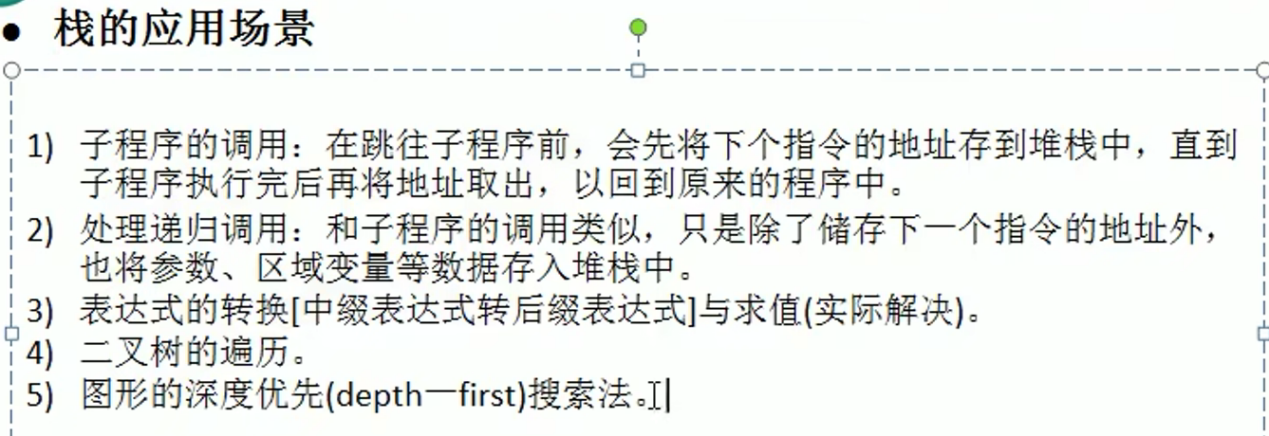 ● 栈的应用场景
1) 子程序的调用：在跳往子程序前，会先将下个指令的地址存到堆栈中，直到
子程序执行完后再将地址取出，以回到原来的程序中。
2) 处理递归调用：和子程序的调用类似，只是除了储存下一个指令的地址外，
也将参数、区域变量等数据存入堆栈中。
3) 表达式的转换[中缀表达式转后缀表达式]与求值(实际解决)。
4) 二叉树的遍历。
5) 图形的深度优先(depth一first)搜索法。